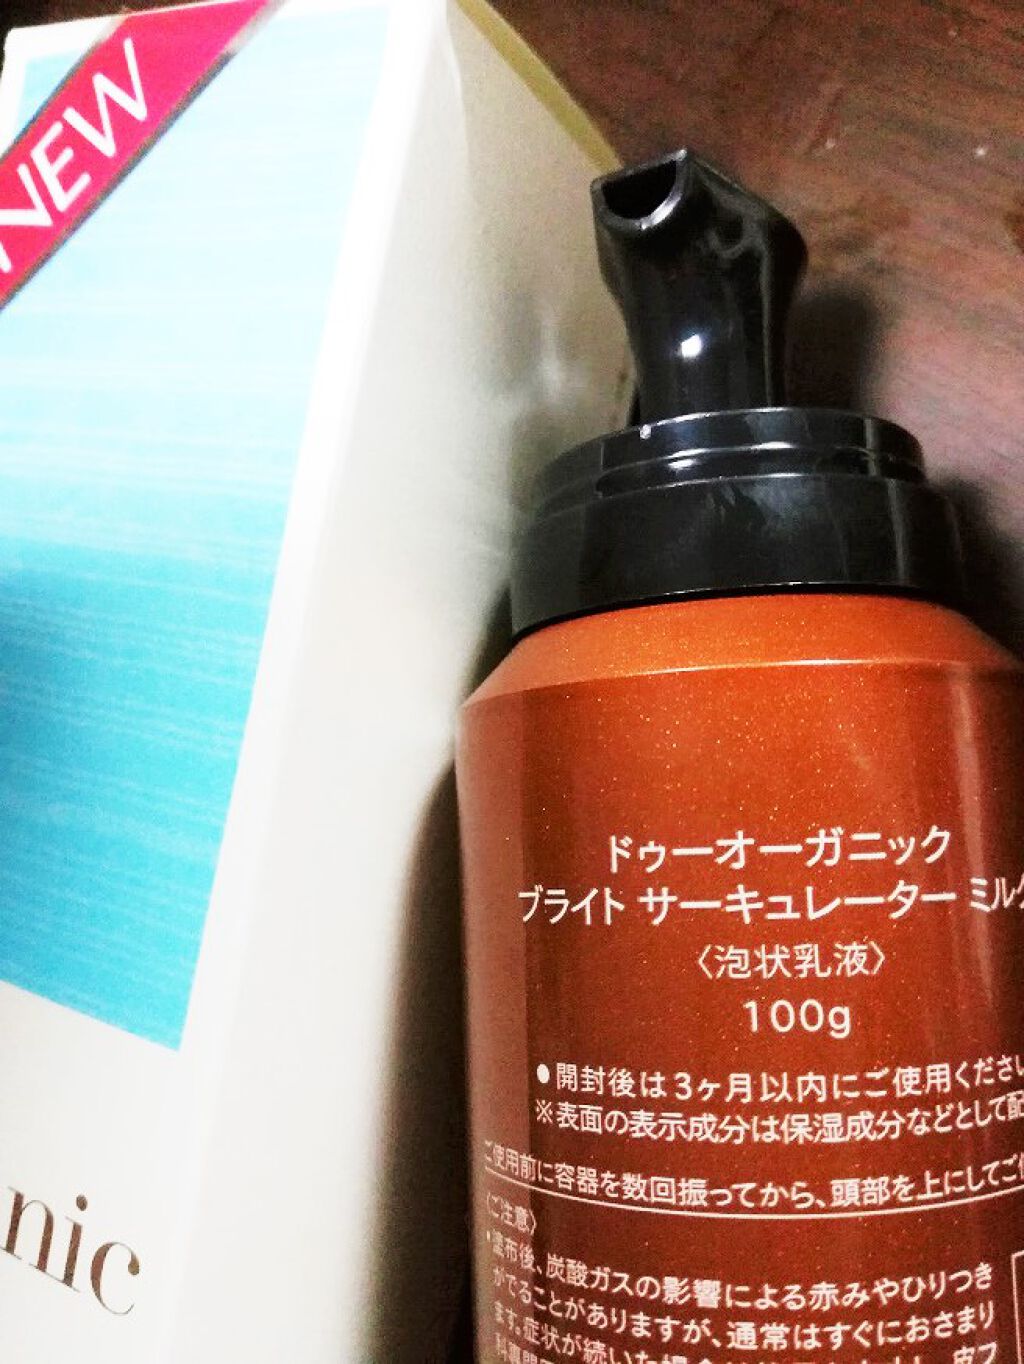 NEW
nic
ドゥーオーガニック
ブライト サーキュレーター ミルク
〈泡状乳液〉
100g
●開封後は3ヶ月以内にご使用ください
※表面の表示成分は保湿成分などとして配
ご使用前に容器を数回振ってから、頭部を上にしてご使
〈ご注意〉
・塗布後、炭酸ガスの影響による赤みやひりつき
がでることがありますが、通常はすぐにおさまり
ます。症状が続いた場合は